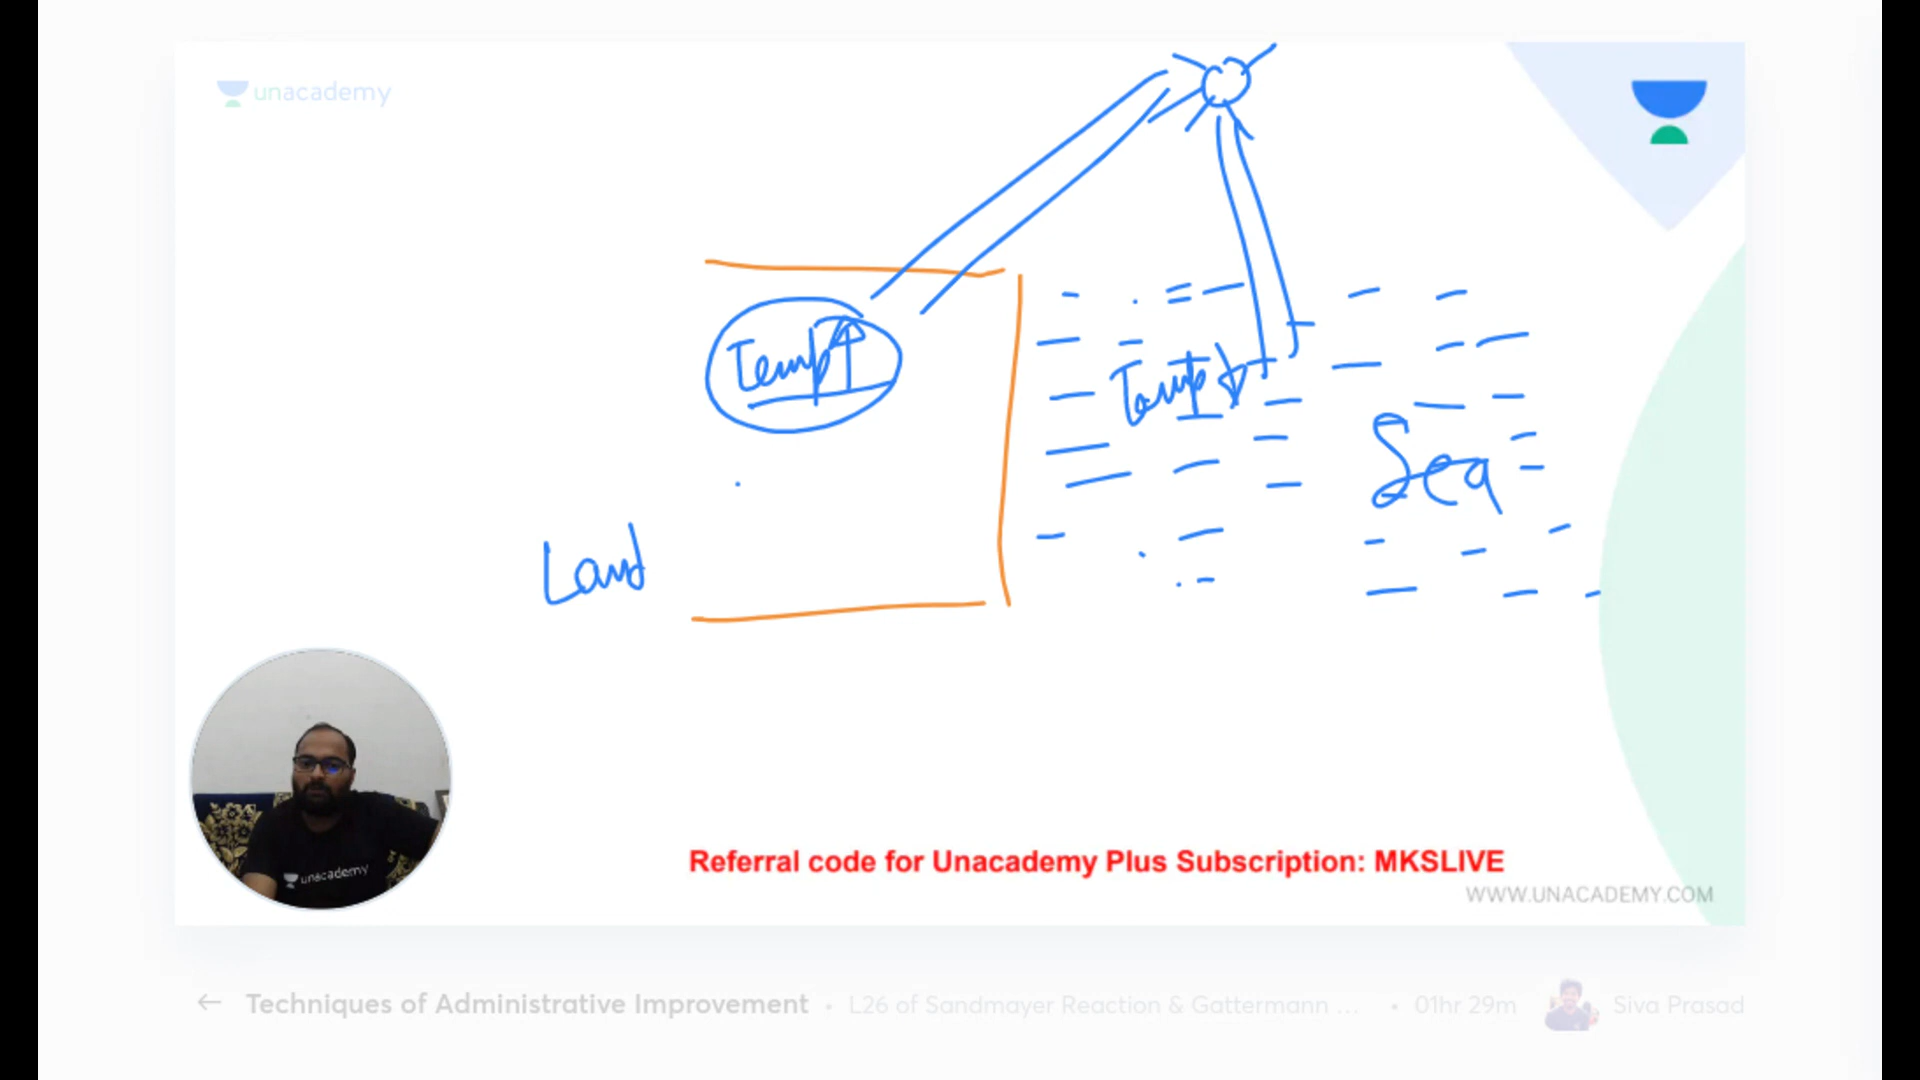 unacademy
Temp↑
Temp↓
Sea
Land
unacademy
Referral code for Unacademy Plus Subscription: MKSLIVE
WWW.UNACADEMY.COM
← Techniques of Administrative Improvement • L26 of Sandmayer Reaction & Gattermann ... • 01hr 29m Siva Prasad